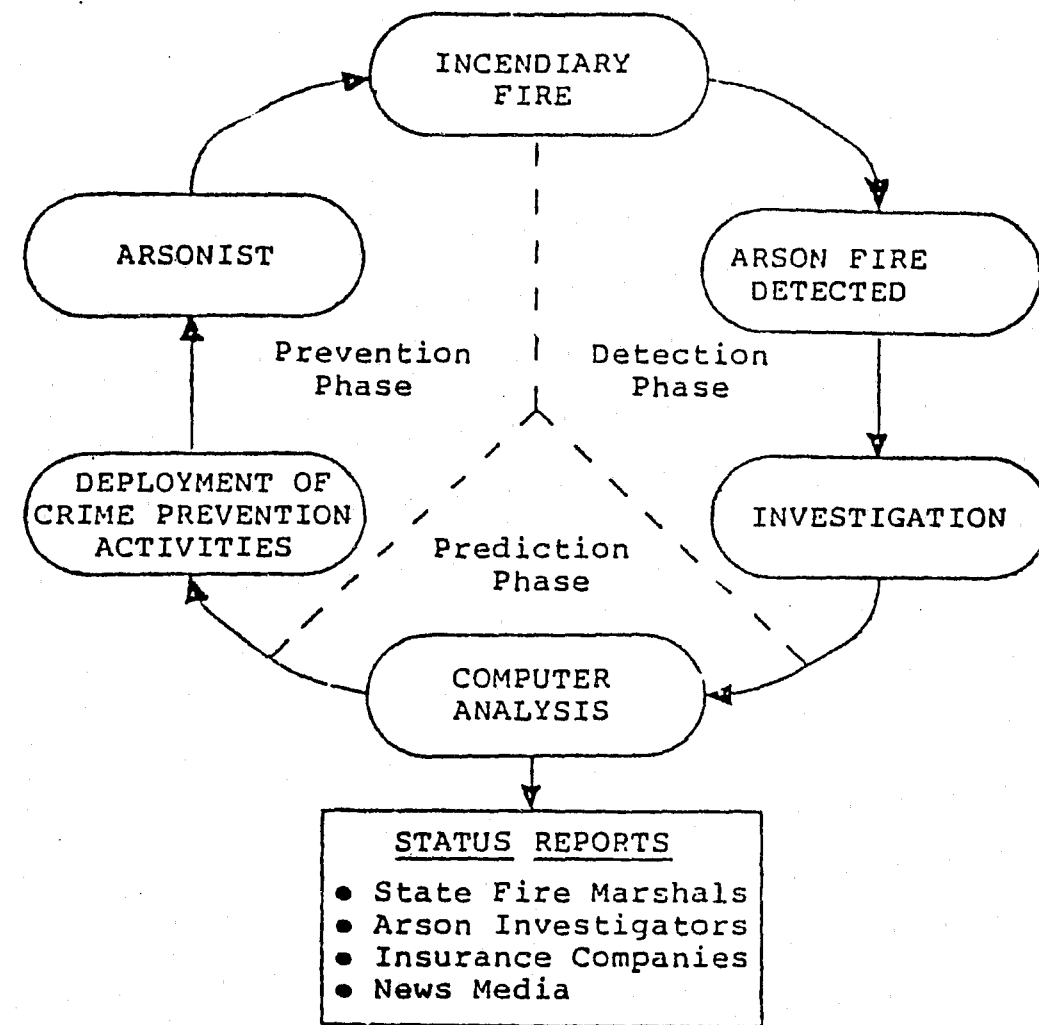 INCENDIARY
FIRE
ARSONIST
ARSON FIRE
DETECTED
Prevention
Phase
Detection
Phase
DEPLOYMENT OF
CRIME PREVENTION
ACTIVITIES
INVESTIGATION
Prediction
Phase
COMPUTER
ANALYSIS
STATUS REPORTS
● State Fire Marshals
● Arson Investigators
● Insurance Companies
● News Media